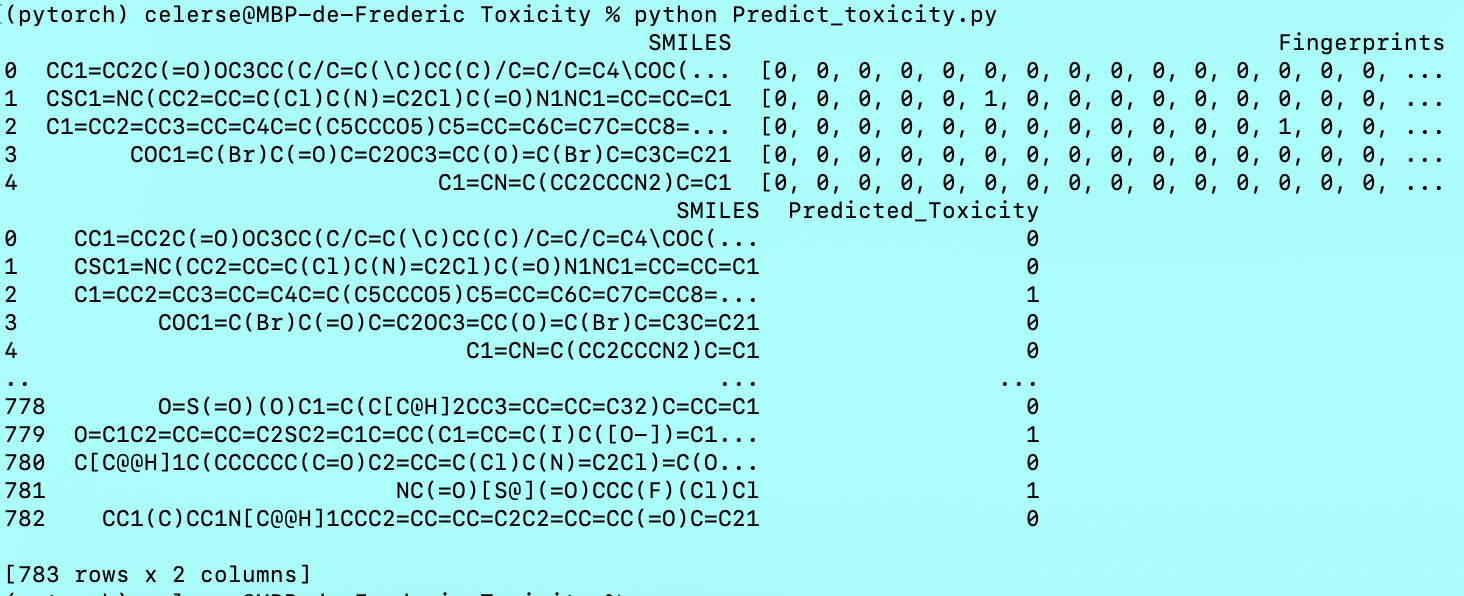 (pytorch) celerse@MBP-de-Frederic Toxicity % python Predict_toxicity.py
SMILES Fingerprints
0 CC1=CC2C(=O)OC3CC(C/C=C(\C)CC(C)/C=C/C=C4\COC(... [0, 0, 0, 0, 0, 0, 0, 0, 0, 0, 0, 0, 0, 0, 0, ...
1 CSC1=NC(CC2=CC=C(Cl)C(N)=C2Cl)C(=O)N1NC1=CC=CC=C1 [0, 0, 0, 0, 0, 1, 0, 0, 0, 0, 0, 0, 0, 0, 0, ...
2 C1=CC2=CC3=CC=C4C=C(C5CCCO5)C5=CC=C6C=C7C=CC8=... [0, 0, 0, 0, 0, 0, 0, 0, 0, 0, 0, 0, 1, 0, 0, ...
3 COC1=C(Br)C(=O)C=C2OC3=CC(O)=C(Br)C=C3C=C21 [0, 0, 0, 0, 0, 0, 0, 0, 0, 0, 0, 0, 0, 0, 0, ...
4 C1=CN=C(CC2CCCN2)C=C1 [0, 0, 0, 0, 0, 0, 0, 0, 0, 0, 0, 0, 0, 0, 0, ...
SMILES Predicted_Toxicity
0 CC1=CC2C(=O)OC3CC(C/C=C(\C)CC(C)/C=C/C=C4\COC(... 0
1 CSC1=NC(CC2=CC=C(Cl)C(N)=C2Cl)C(=O)N1NC1=CC=CC=C1 0
2 C1=CC2=CC3=CC=C4C=C(C5CCCO5)C5=CC=C6C=C7C=CC8=... 1
3 COC1=C(Br)C(=O)C=C2OC3=CC(O)=C(Br)C=C3C=C21 0
4 C1=CN=C(CC2CCCN2)C=C1 0
.. ... ...
778 O=S(=O)(O)C1=C(C[C@H]2CC3=CC=CC=C32)C=CC=C1 0
779 O=C1C2=CC=CC=C2SC2=C1C=CC(C1=CC=C(I)C([O-])=C1... 1
780 C[C@@H]1C(CCCCCC(C=O)C2=CC=C(Cl)C(N)=C2Cl)=C(O... 0
781 NC(=O)[S@](=O)CCC(F)(Cl)Cl 1
782 CC1(C)CC1N[C@@H]1CCC2=CC=CC=C2C2=CC=CC(=O)C=C21 0
[783 rows x 2 columns]